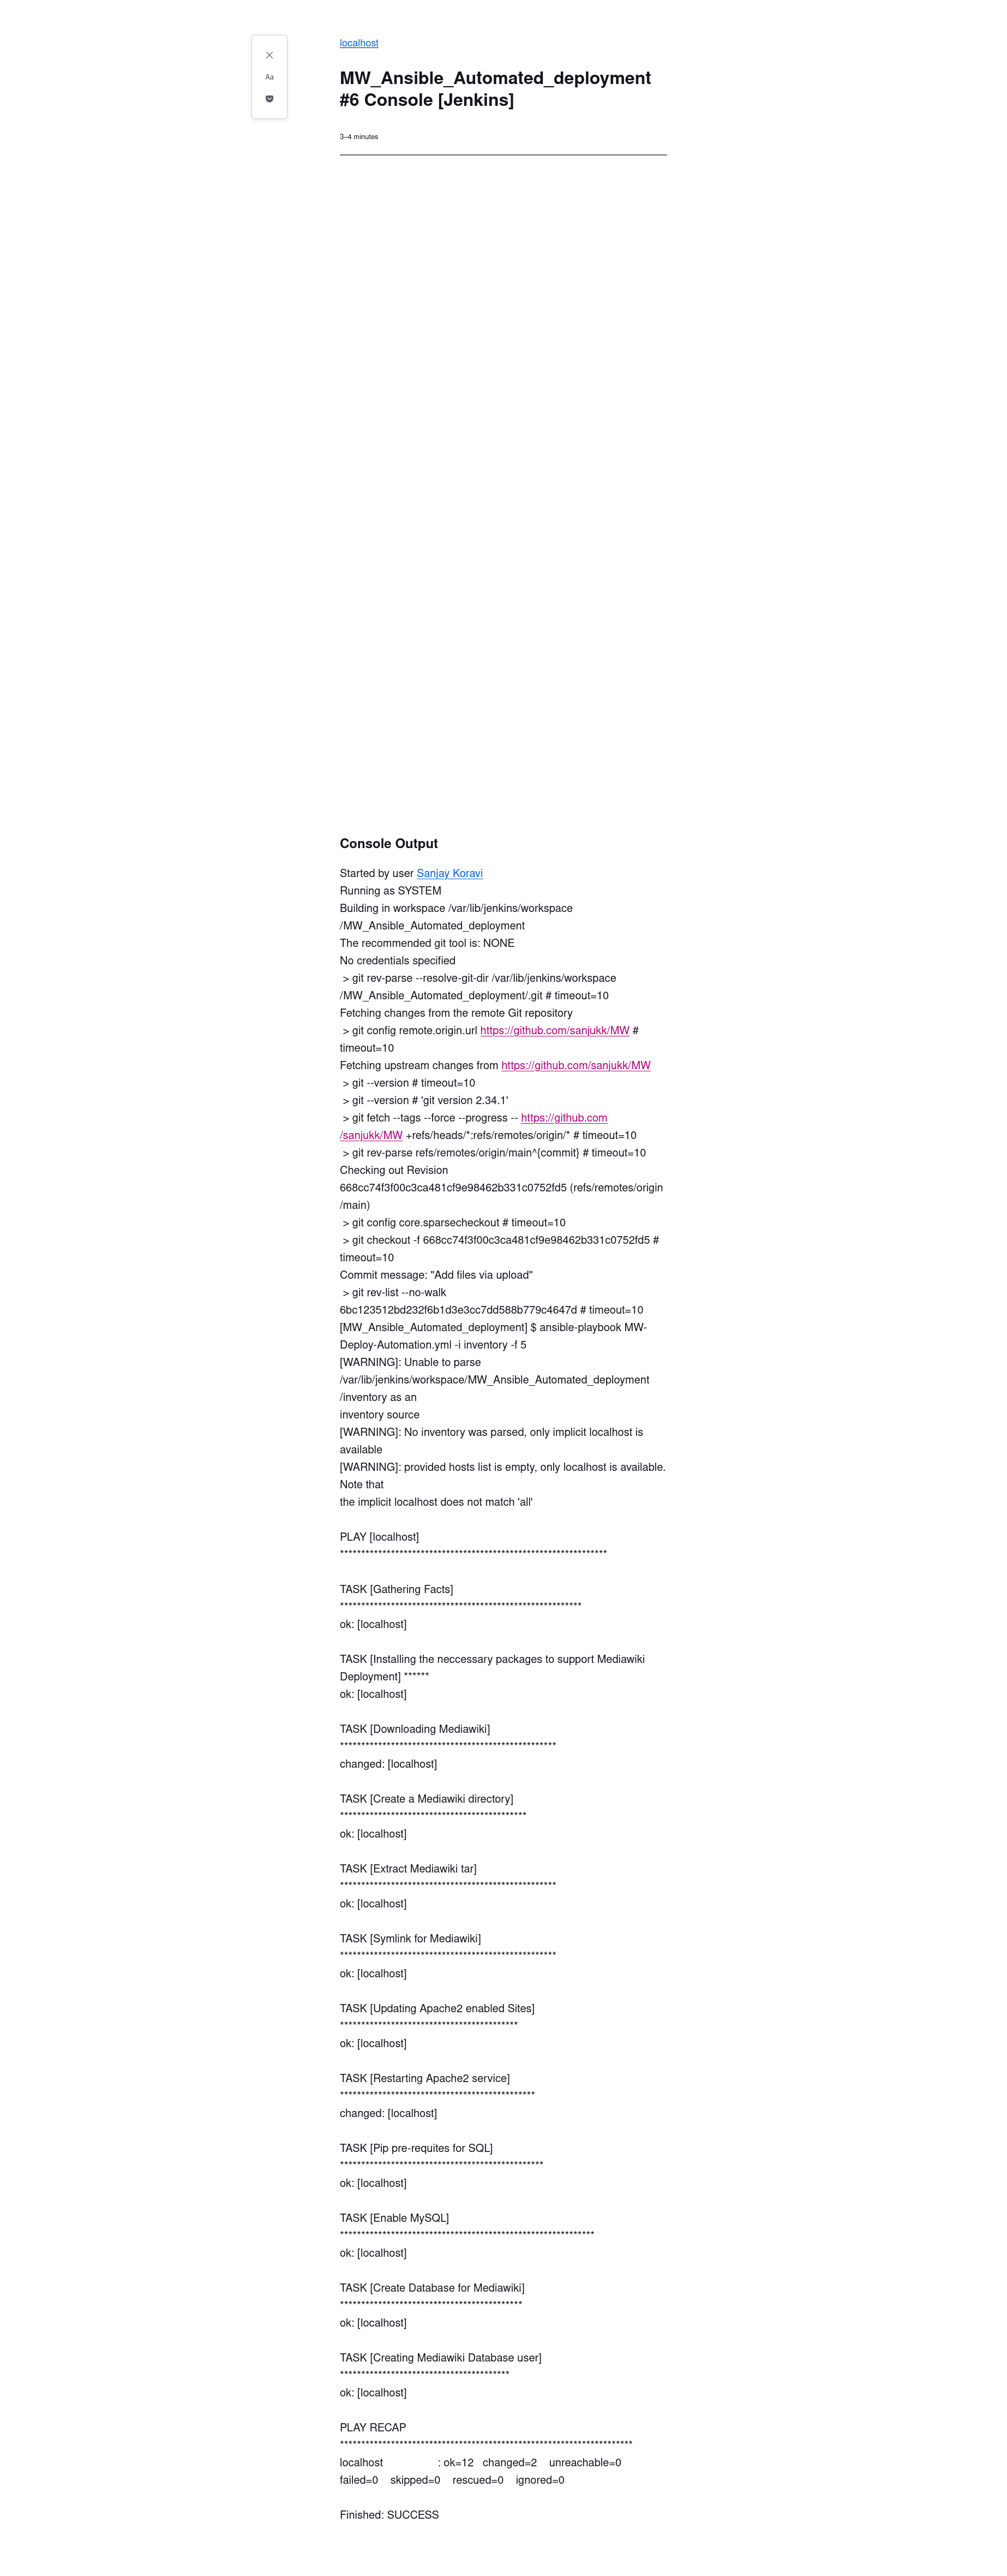 localhost
MW_Ansible_Automated_deployment
#6 Console [Jenkins]
3–4 minutes
Aa
Console Output
Started by user Sanjay Koravi
Running as SYSTEM
Building in workspace /var/lib/jenkins/workspace
/MW_Ansible_Automated_deployment
The recommended git tool is: NONE
No credentials specified
> git rev-parse --resolve-git-dir /var/lib/jenkins/workspace
/MW_Ansible_Automated_deployment/.git # timeout=10
Fetching changes from the remote Git repository
> git config remote.origin.url https://github.com/sanjukk/MW #
timeout=10
Fetching upstream changes from https://github.com/sanjukk/MW
> git --version # timeout=10
> git --version # 'git version 2.34.1'
> git fetch --tags --force --progress -- https://github.com
/sanjukk/MW +refs/heads/*:refs/remotes/origin/* # timeout=10
> git rev-parse refs/remotes/origin/main^{commit} # timeout=10
Checking out Revision
668cc74f3f00c3ca481cf9e98462b331c0752fd5 (refs/remotes/origin
/main)
> git config core.sparsecheckout # timeout=10
> git checkout -f 668cc74f3f00c3ca481cf9e98462b331c0752fd5 #
timeout=10
Commit message: "Add files via upload"
> git rev-list --no-walk
6bc123512bd232f6b1d3e3cc7dd588b779c4647d # timeout=10
[MW_Ansible_Automated_deployment] $ ansible-playbook MW-
Deploy-Automation.yml -i inventory -f 5
[WARNING]: Unable to parse
/var/lib/jenkins/workspace/MW_Ansible_Automated_deployment
/inventory as an
inventory source
[WARNING]: No inventory was parsed, only implicit localhost is
available
[WARNING]: provided hosts list is empty, only localhost is available.
Note that
the implicit localhost does not match 'all'
PLAY [localhost]
***************************************************************
TASK [Gathering Facts]
*********************************************************
ok: [localhost]
TASK [Installing the neccessary packages to support Mediawiki
Deployment] ******
ok: [localhost]
TASK [Downloading Mediawiki]
***************************************************
changed: [localhost]
TASK [Create a Mediawiki directory]
********************************************
ok: [localhost]
TASK [Extract Mediawiki tar]
***************************************************
ok: [localhost]
TASK [Symlink for Mediawiki]
***************************************************
ok: [localhost]
TASK [Updating Apache2 enabled Sites]
******************************************
ok: [localhost]
TASK [Restarting Apache2 service]
**********************************************
changed: [localhost]
TASK [Pip pre-requites for SQL]
************************************************
ok: [localhost]
TASK [Enable MySQL]
************************************************************
ok: [localhost]
TASK [Create Database for Mediawiki]
*******************************************
ok: [localhost]
TASK [Creating Mediawiki Database user]
****************************************
ok: [localhost]
PLAY RECAP
*********************************************************************
localhost : ok=12 changed=2 unreachable=0
failed=0 skipped=0 rescued=0 ignored=0
Finished: SUCCESS